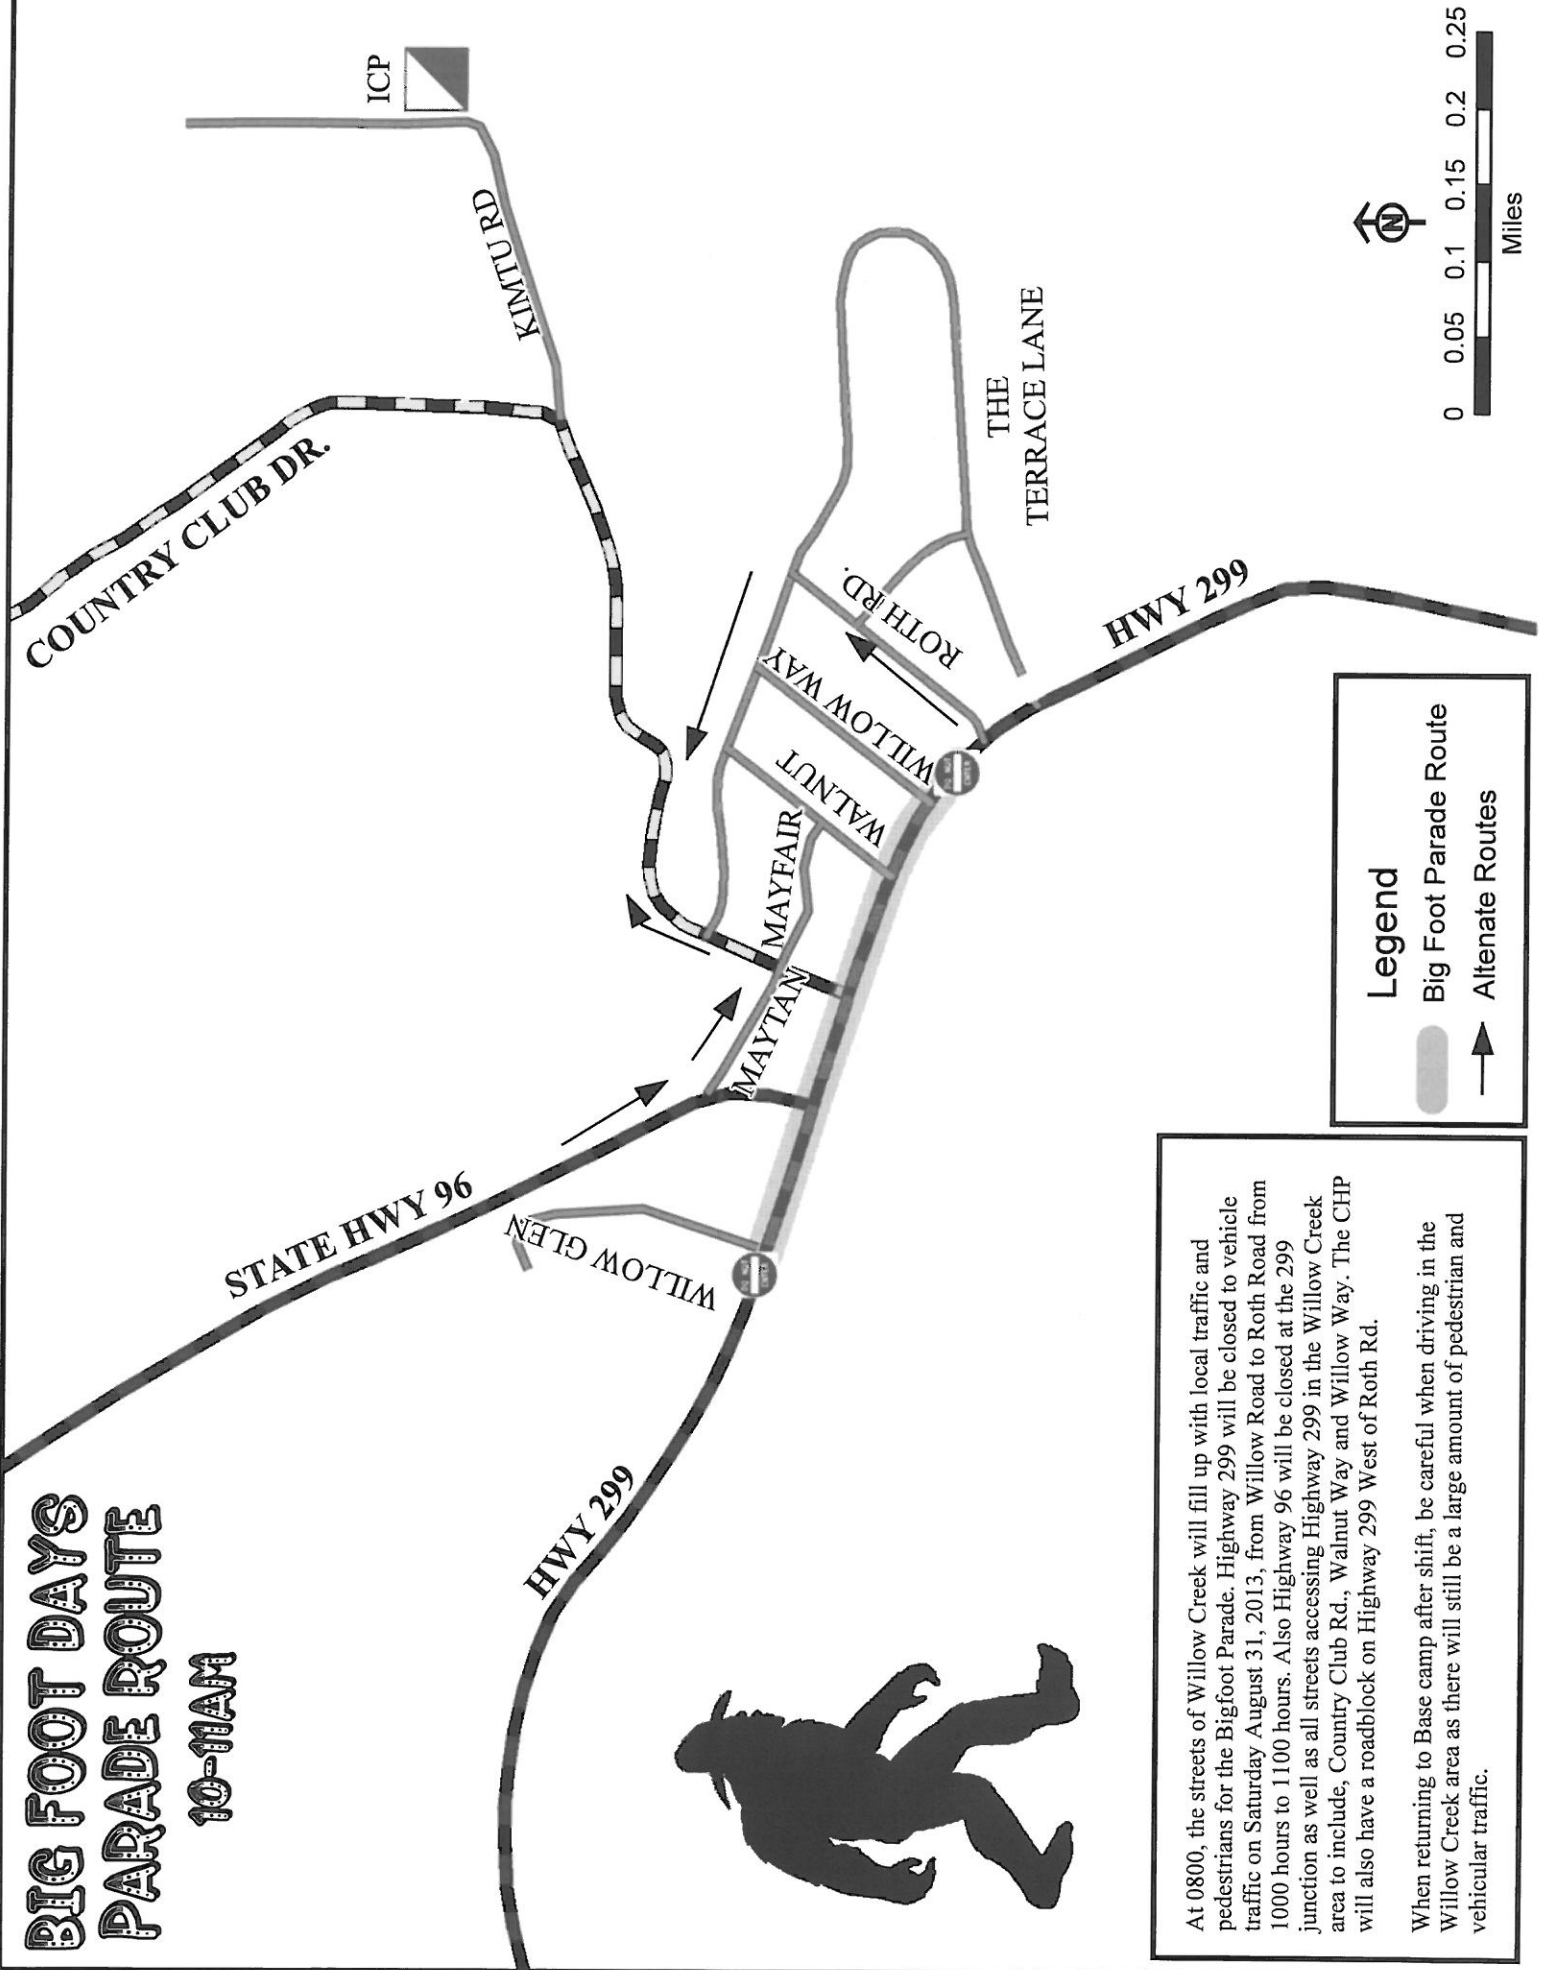 BIG FOOT DAYS
PARADE ROUTE
10-11AM
STATE HWY 96
COUNTRY CLUB DR.
ICP
KIMTU RD
HWY 299
WILLOW GLEN
MAYTAN
MAYFAIR
WALNUT
WILLOW WAY
ROTH RD.
THE
TERRACE LANE
HWY 299
DO NOT
ENTER
DO NOT
ENTER
At 0800, the streets of Willow Creek will fill up with local traffic and
pedestrians for the Bigfoot Parade. Highway 299 will be closed to vehicle
traffic on Saturday August 31, 2013, from Willow Road to Roth Road from
1000 hours to 1100 hours. Also Highway 96 will be closed at the 299
junction as well as all streets accessing Highway 299 in the Willow Creek
area to include, Country Club Rd., Walnut Way and Willow Way. The CHP
will also have a roadblock on Highway 299 West of Roth Rd.
When returning to Base camp after shift, be careful when driving in the
Willow Creek area as there will still be a large amount of pedestrian and
vehicular traffic.
Legend
Big Foot Parade Route
Altenate Routes
N
0 0.05 0.1 0.15 0.2 0.25
Miles